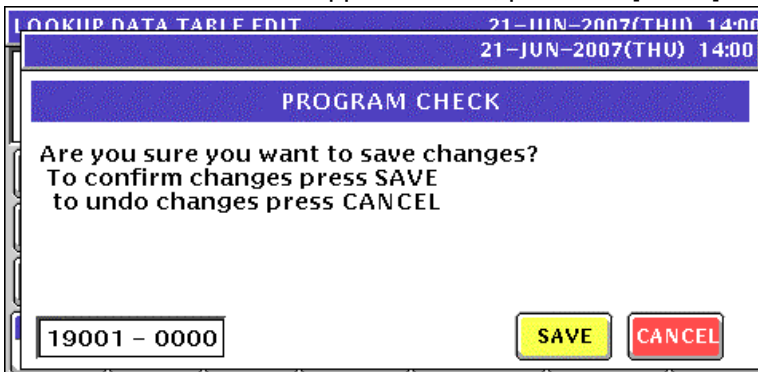 LOOKUP DATA TABLE EDIT 21-JUN-2007(THU) 14:00
21-JUN-2007(THU) 14:00
PROGRAM CHECK
Are you sure you want to save changes?
To confirm changes press SAVE
to undo changes press CANCEL
19001 - 0000 SAVE CANCEL